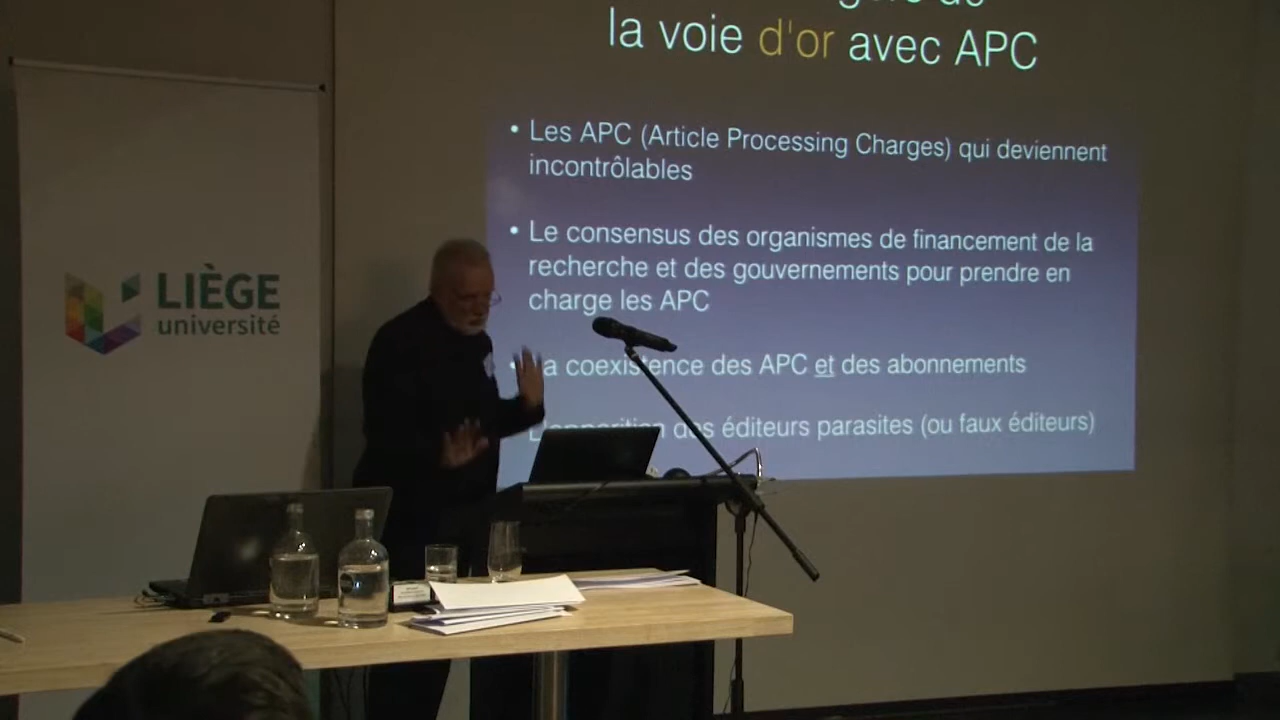 LIÈGE
université
la voie d'or avec APC
• Les APC (Article Processing Charges) qui deviennent
incontrôlables
• Le consensus des organismes de financement de la
recherche et des gouvernements pour prendre en
charge les APC
• La coexistence des APC et des abonnements
L'apparition des éditeurs parasites (ou faux éditeurs)